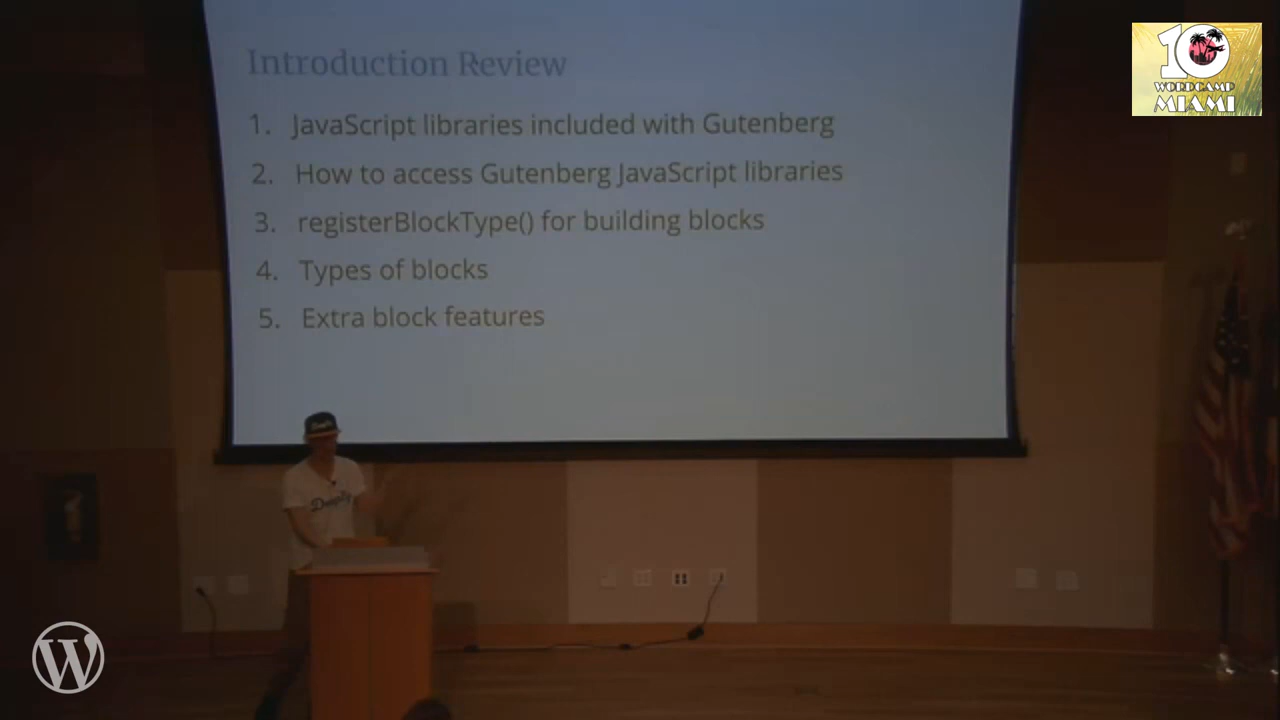 Introduction Review
1. JavaScript libraries included with Gutenberg
2. How to access Gutenberg JavaScript libraries
3. registerBlockType() for building blocks
4. Types of blocks
5. Extra block features
10
WORDCAMP
MIAMI